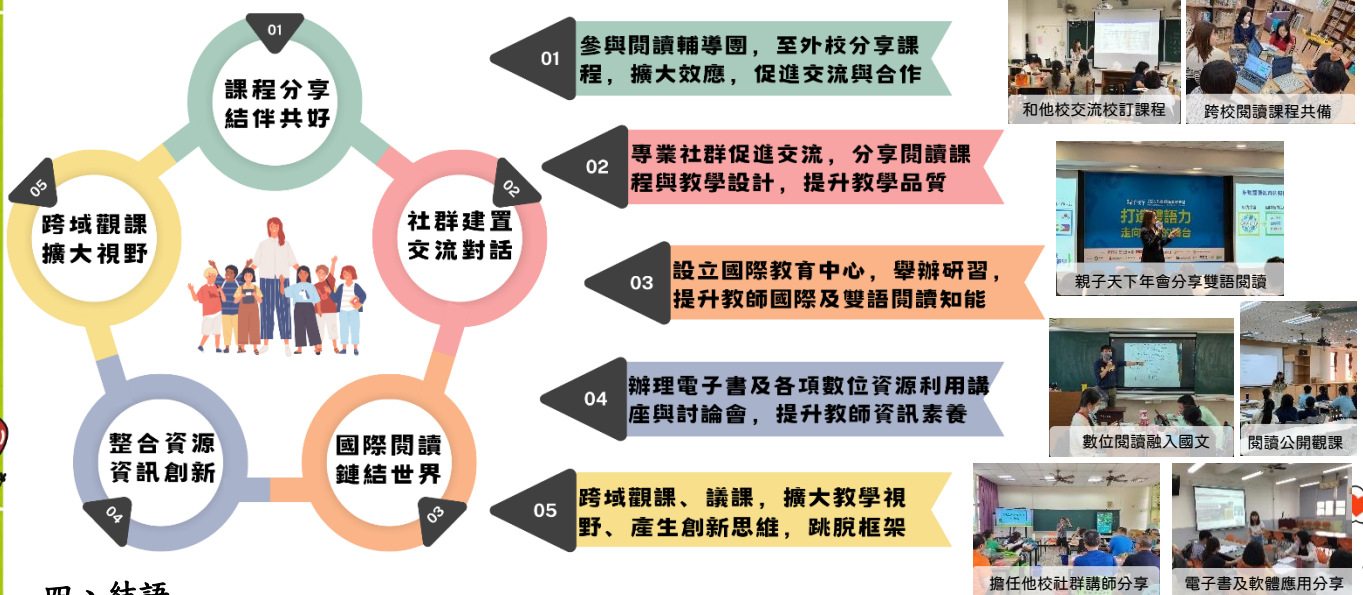 01
課程分享
結伴共好
02
社群建置
交流對話
03
國際閱讀
鏈結世界
04
整合資源
資訊創新
05
跨域觀課
擴大視野
01
參與閱讀輔導團，至外校分享課
程，擴大效應，促進交流與合作
02
專業社群促進交流，分享閱讀課
程與教學設計，提升教學品質
03
設立國際教育中心，舉辦研習，
提升教師國際及雙語閱讀知能
04
辦理電子書及各項數位資源利用講
座與討論會，提升教師資訊素養
05
跨域觀課、議課，擴大教學視
野、產生創新思維，跳脫框架
和他校交流校訂課程
跨校閱讀課程共備
親子天下年會分享雙語閱讀
數位閱讀融入國文
閱讀公開觀課
擔任他校社群講師分享
電子書及軟體應用分享
四、結語